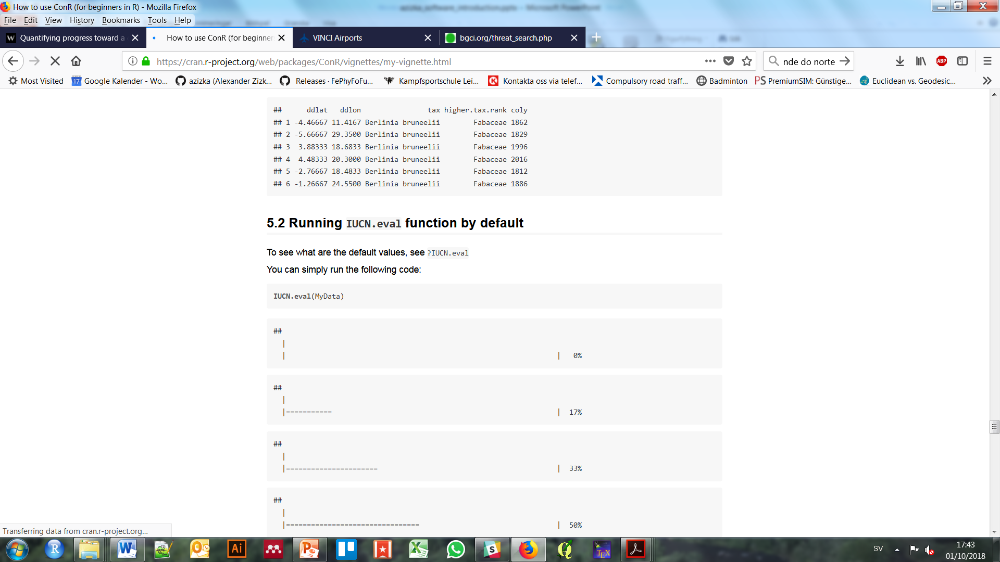 How to use ConR (for beginners in R) - Mozilla Firefox
File Edit View History Bookmarks Tools Help
W Quantifying progress toward a
How to use ConR (for beginner
VINCI Airports
bgci.org/threat_search.php
https://cran.r-project.org/web/packages/ConR/vignettes/my-vignette.html
nde do norte
ABP
Most Visited
17 Google Kalender - Wo...
azizka (Alexander Zizk...
Releases · FePhyFoFu...
Kampfsportschule Lei...
K Kontakta oss via telef...
Compulsory road traff...
Badminton
PS PremiumSIM: Günstige...
Euclidean vs. Geodesic...
##      ddlat   ddlon                tax higher.tax.rank coly
## 1 -4.46667 11.4167 Berlinia bruneelii        Fabaceae 1862
## 2 -5.66667 29.3500 Berlinia bruneelii        Fabaceae 1829
## 3  3.88333 18.6833 Berlinia bruneelii        Fabaceae 1996
## 4  4.48333 20.3000 Berlinia bruneelii        Fabaceae 2016
## 5 -2.76667 18.4833 Berlinia bruneelii        Fabaceae 1812
## 6 -1.26667 24.5500 Berlinia bruneelii        Fabaceae 1886
5.2 Running IUCN.eval function by default
To see what are the default values, see ?IUCN.eval
You can simply run the following code:
IUCN.eval(MyData)
##
|
| | 0%
##
|
|=========== | 17%
##
|
|====================== | 33%
##
|
|================================ | 50%
Transferring data from cran.r-project.org...
SV
17:43
01/10/2018